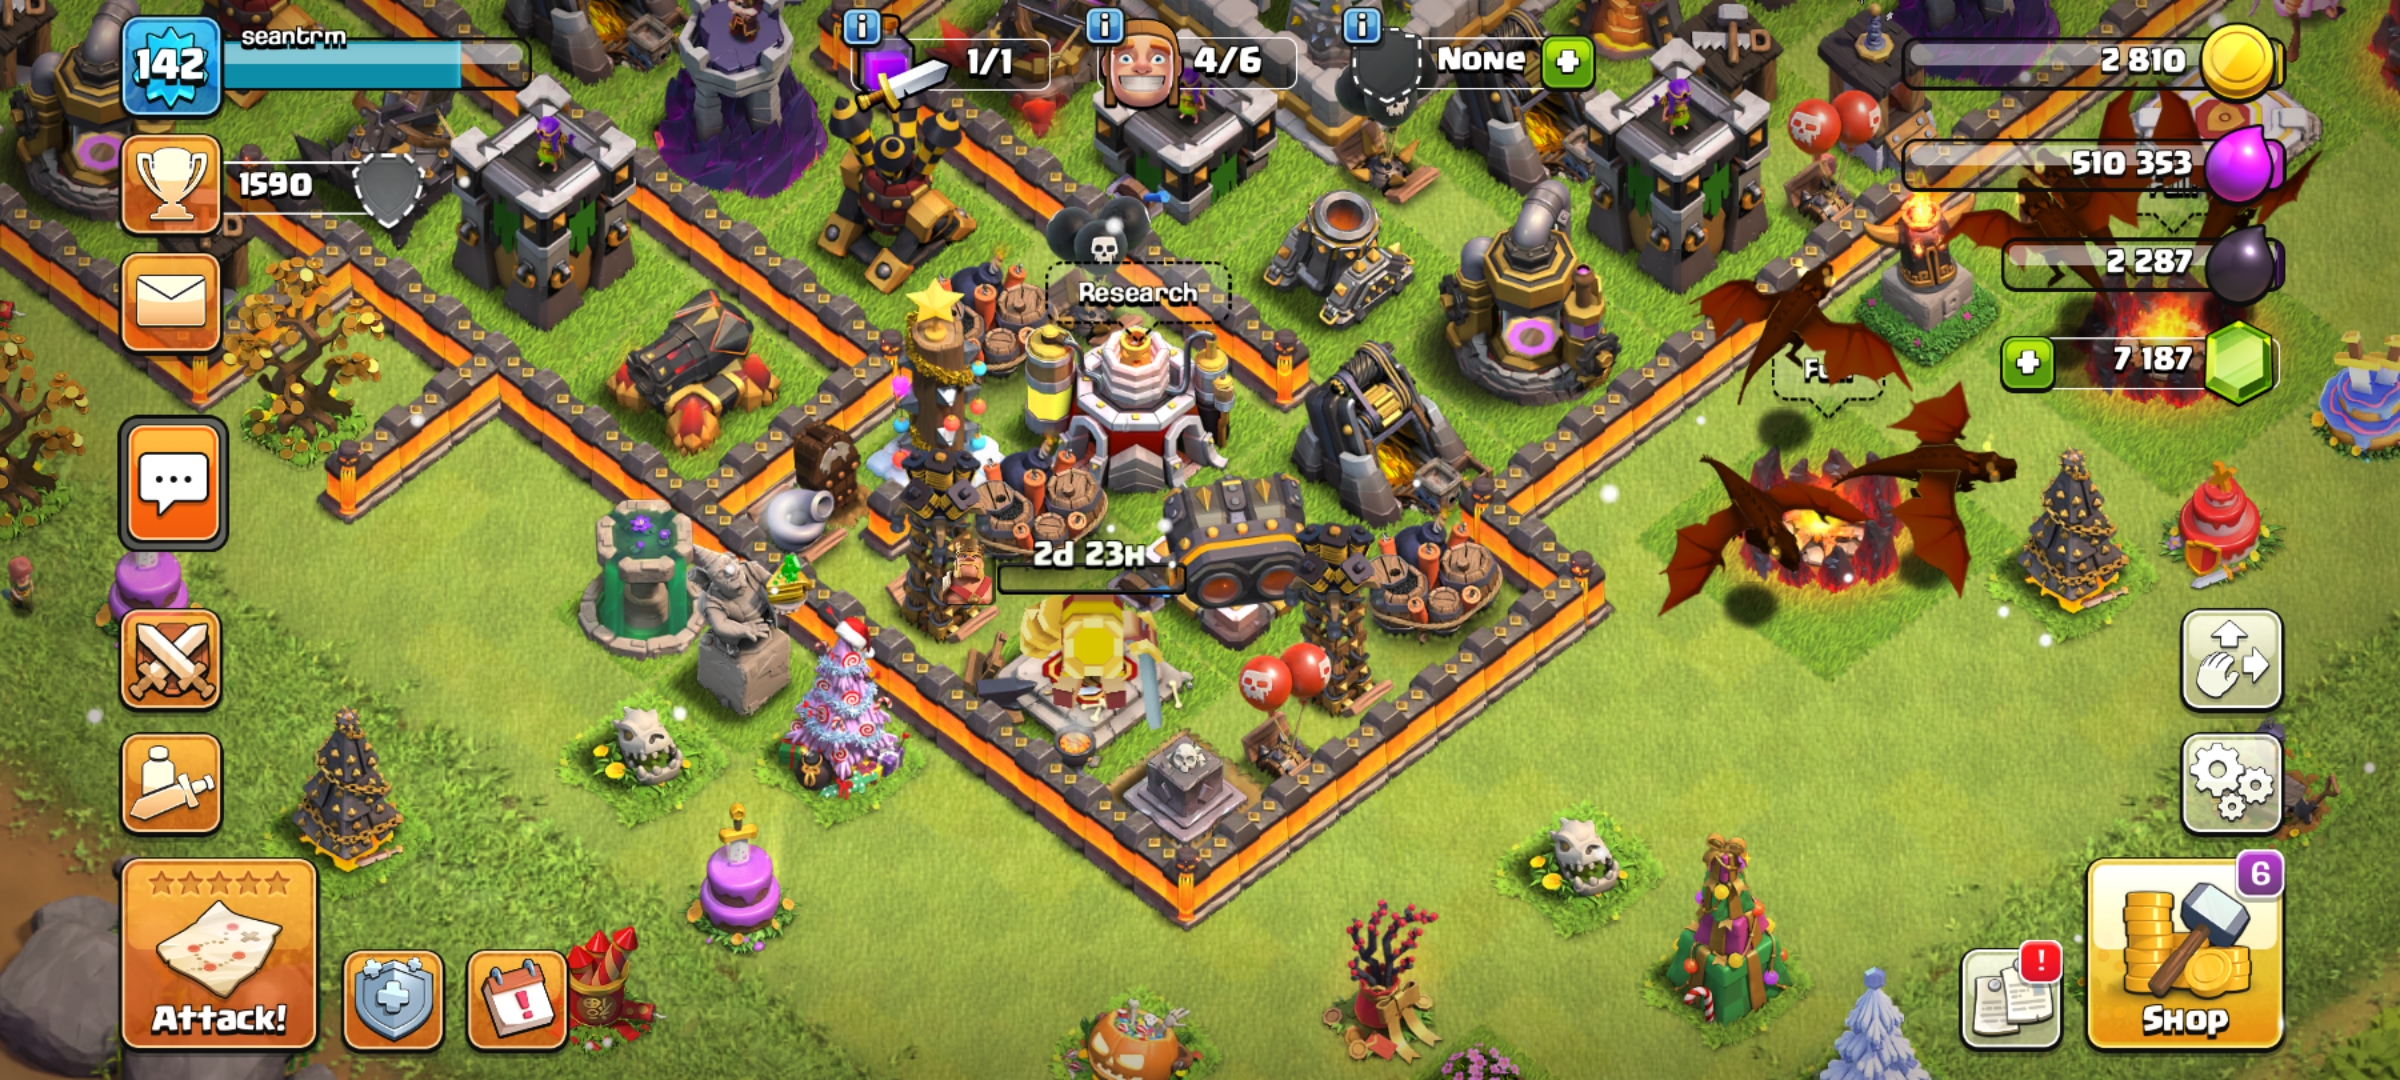 142
seantrm
1/1
4/6
None
2 810
1590
510 353
2 287
7 187
Research
2d 23H
Attack!
6
!
Shop